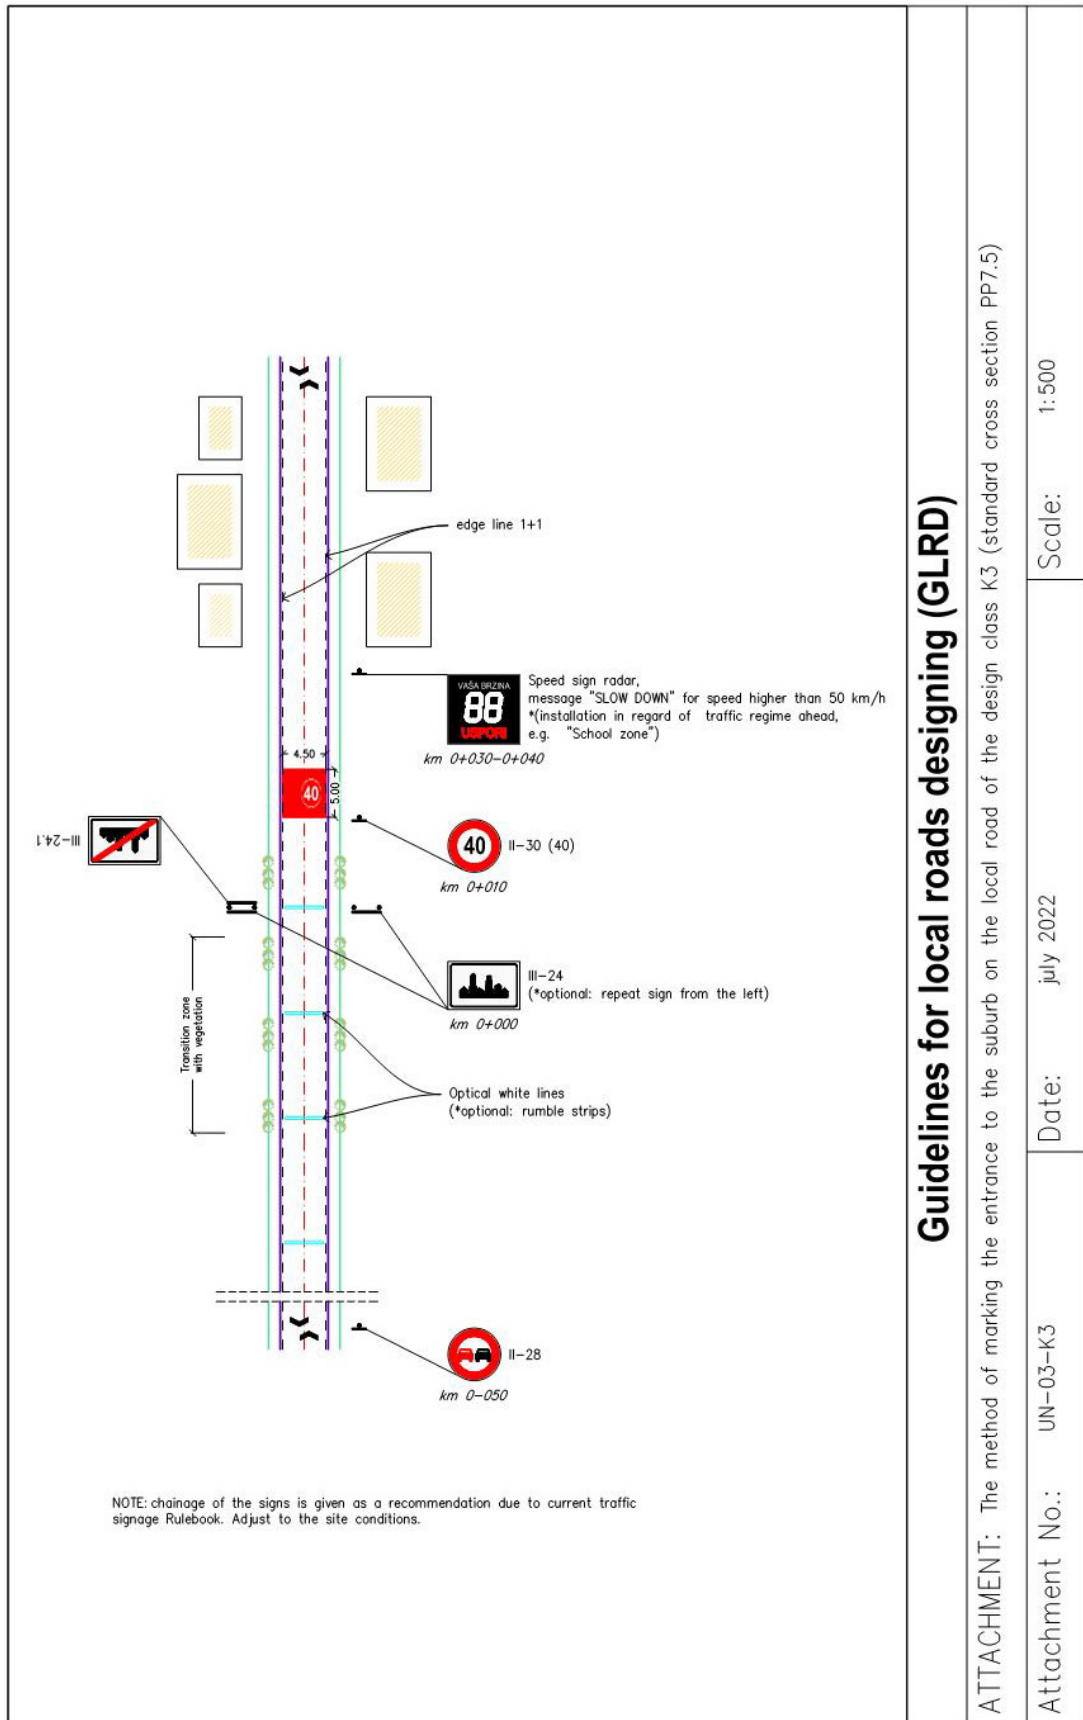 edge line 1+1
VAŠA BRZINA
88
USPORI
Speed sign radar,
message "SLOW DOWN" for speed higher than 50 km/h
*(installation in regard of traffic regime ahead,
e.g. "School zone")
km 0+030-0+040
4.50
40
5.00
III-24.1
40
II-30 (40)
km 0+010
III-24
(*optional: repeat sign from the left)
km 0+000
Transition zone
with vegetation
Optical white lines
(*optional: rumble strips)
II-28
km 0-050
NOTE: chainage of the signs is given as a recommendation due to current traffic
signage Rulebook. Adjust to the site conditions.
Guidelines for local roads designing (GLRD)
ATTACHMENT: The method of marking the entrance to the suburb on the local road of the design class K3 (standard cross section PP7.5)
Attachment No.: UN-03-K3
Date: july 2022
Scale: 1:500